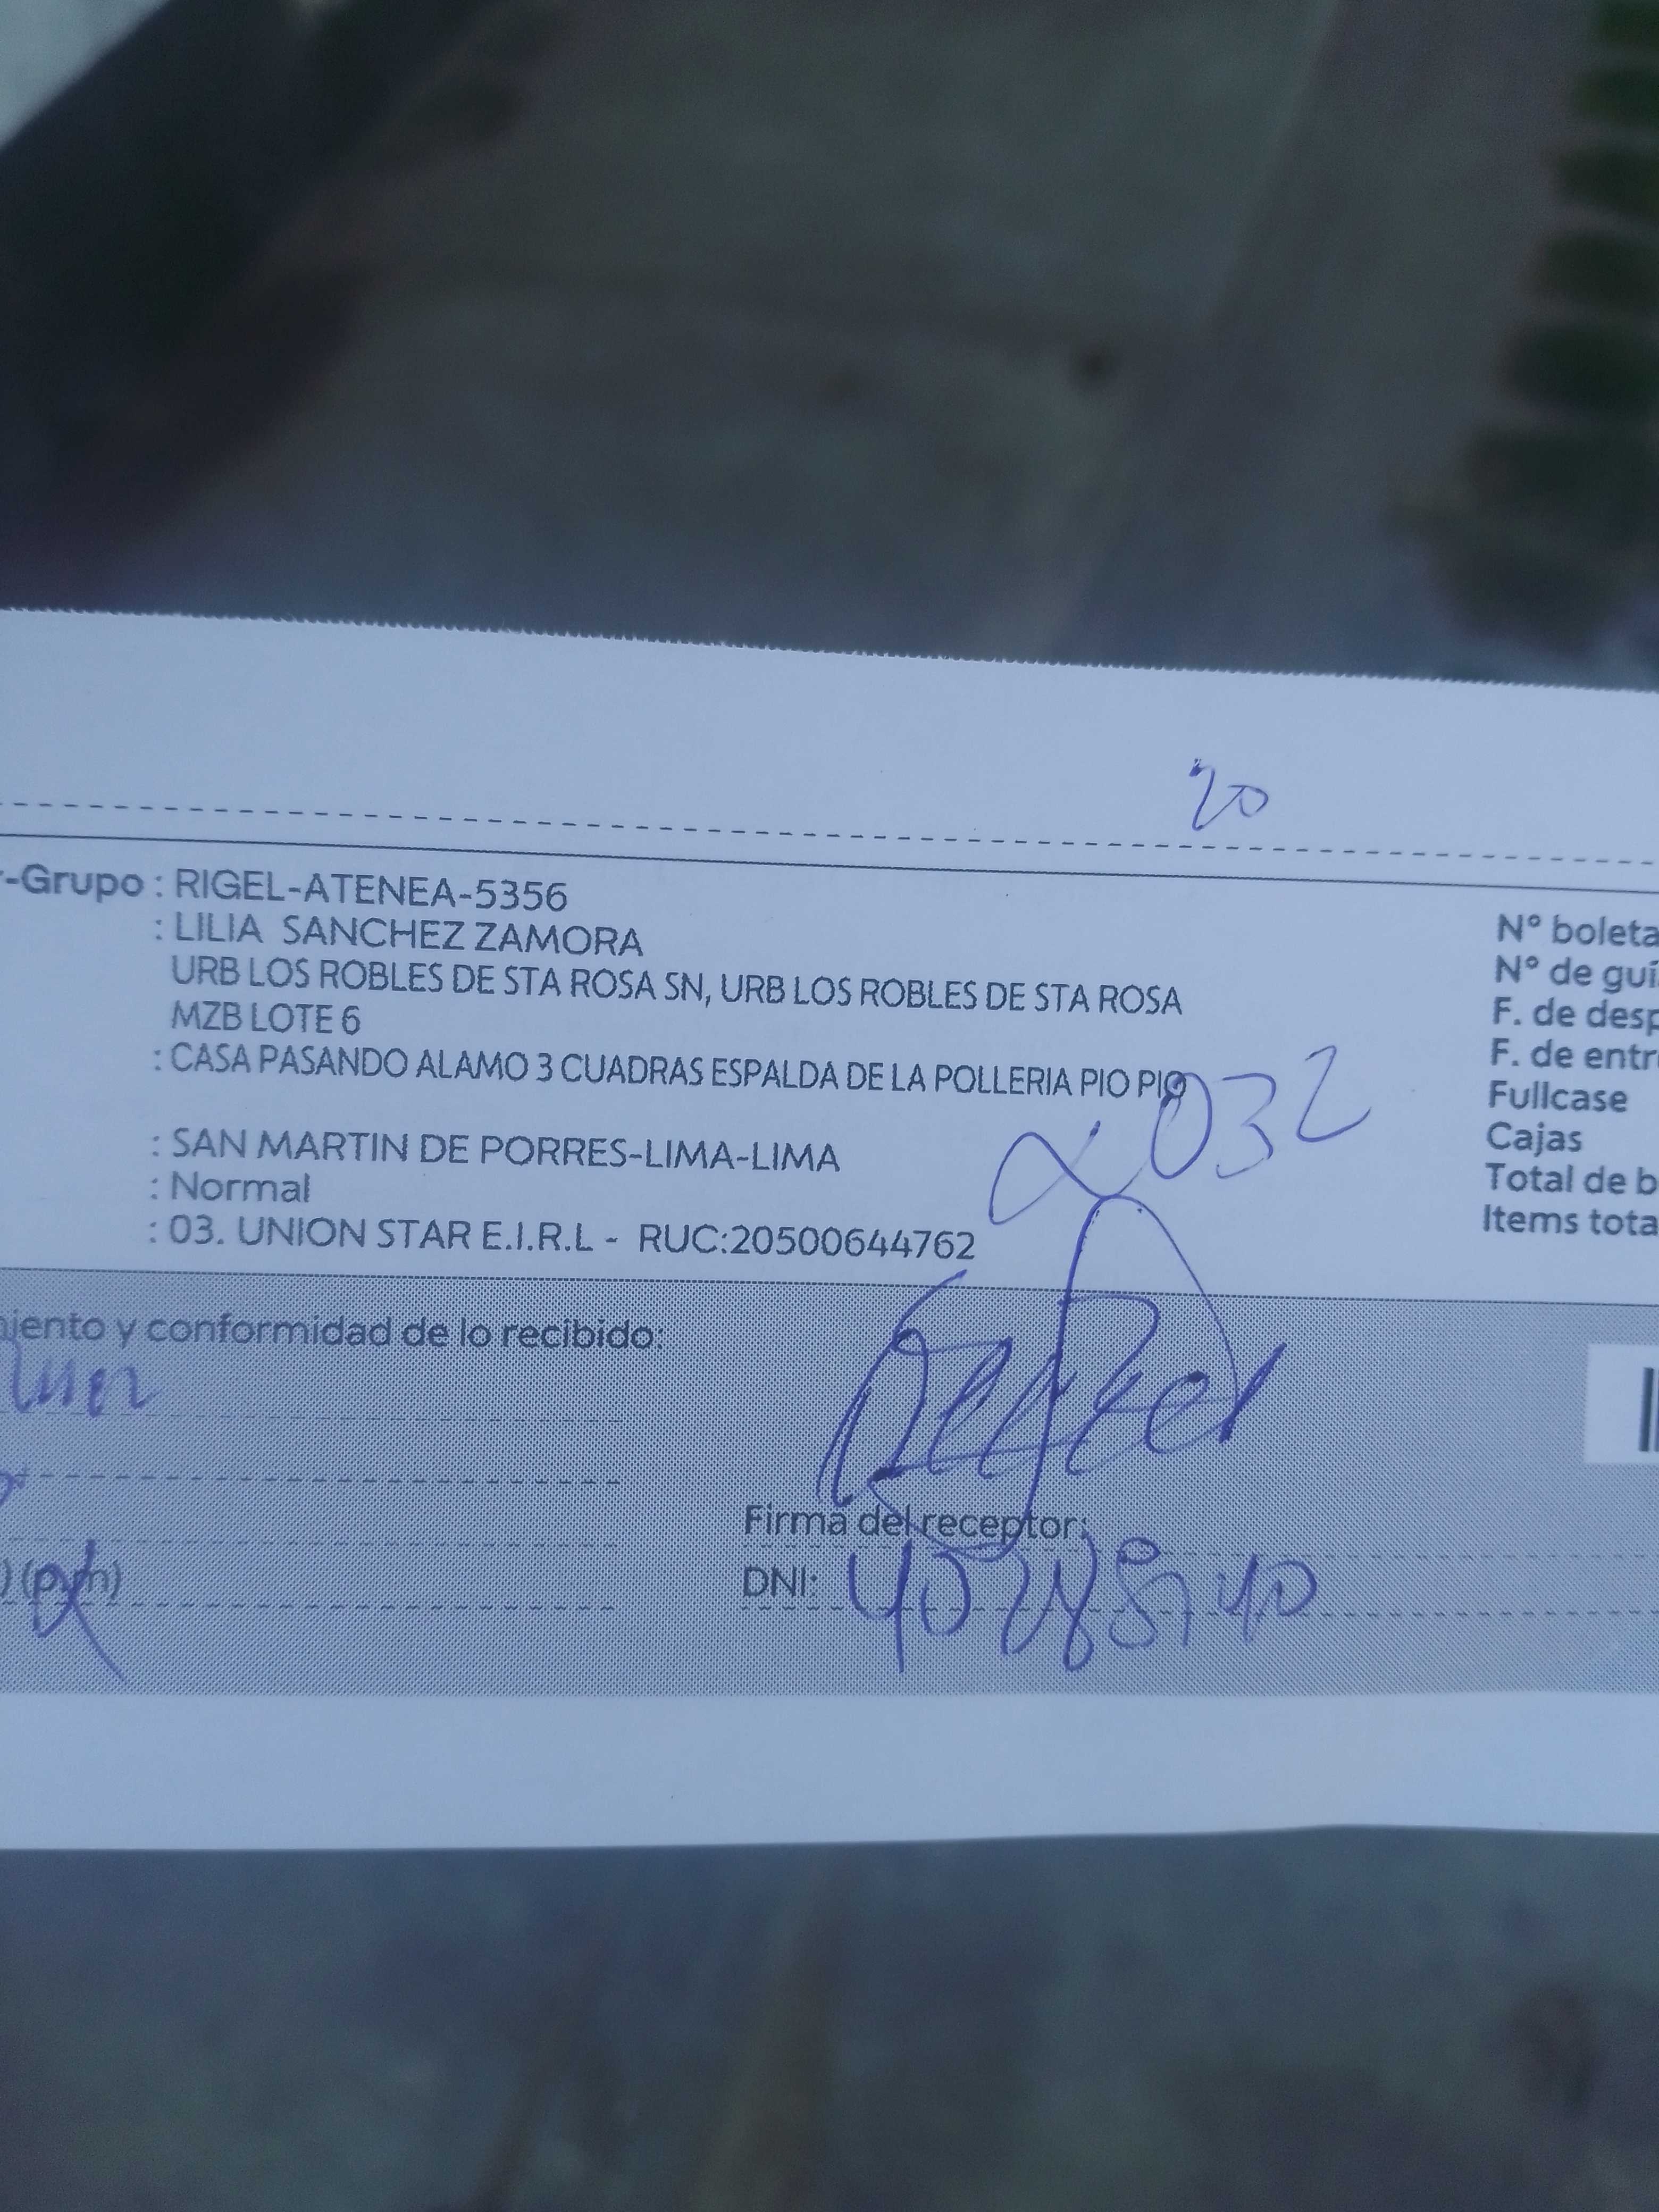 20
-Grupo : RIGEL-ATENEA-5356
: LILIA SANCHEZ ZAMORA
URB LOS ROBLES DE STA ROSA SN, URB LOS ROBLES DE STA ROSA
MZB LOTE 6
: CASA PASANDO ALAMO 3 CUADRAS ESPALDA DE LA POLLERIA PIO PIO
: SAN MARTIN DE PORRES-LIMA-LIMA
: Normal
: 03. UNION STAR E.I.R.L - RUC:20500644762
N° boleta
N° de guí
F. de desp
F. de entr
Fullcase
Cajas
Total de b
Items tota
2032
iento y conformidad de lo recibido:
Firma del receptor:
) (pm)
DNI: